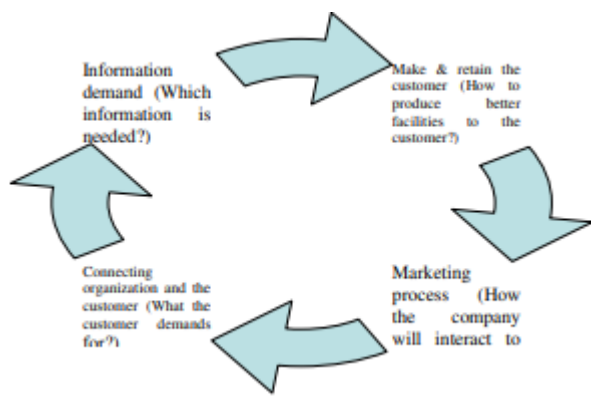 Information
demand (Which
information is
needed?)
Make & retain the
customer (How to
produce better
facilities to the
customer?)
Marketing
process (How
the company
will interact to
Connecting
organization and the
customer (What the
customer demands
for?)